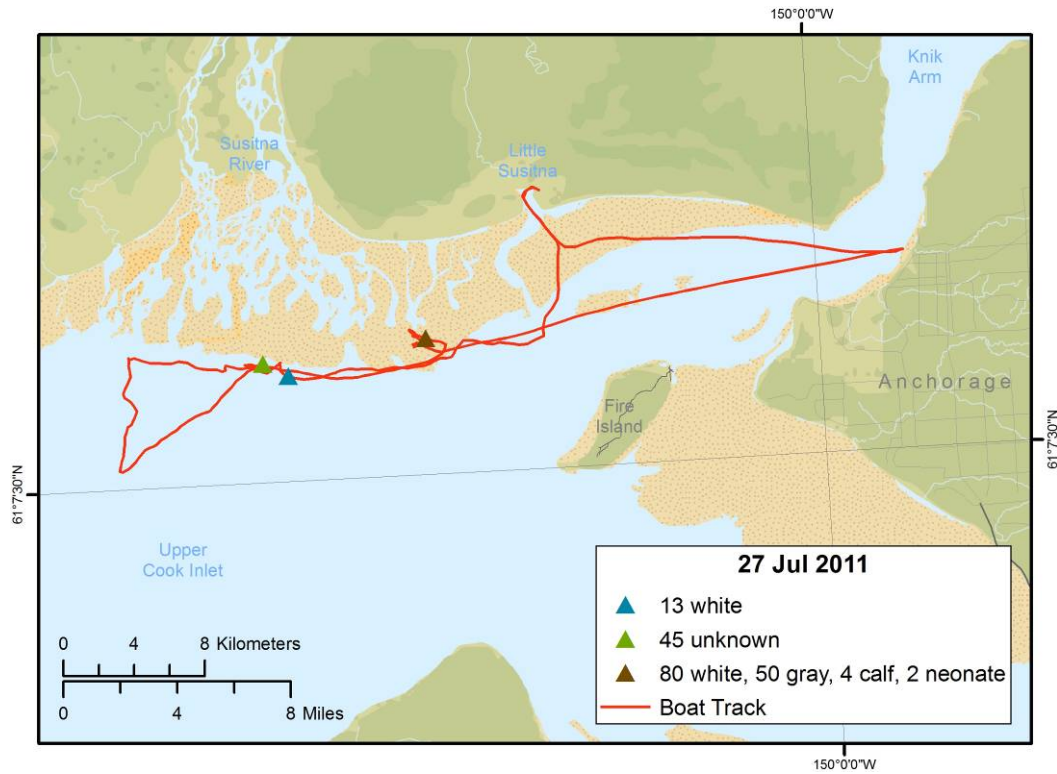 150°0'0"W
Knik
Arm
Susitna
River
Little
Susitna
Anchorage
Fire
Island
61°7'30"N
61°7'30"N
Upper
Cook Inlet
0 4 8 Kilometers
0 4 8 Miles
27 Jul 2011
13 white
45 unknown
80 white, 50 gray, 4 calf, 2 neonate
Boat Track
150°0'0"W